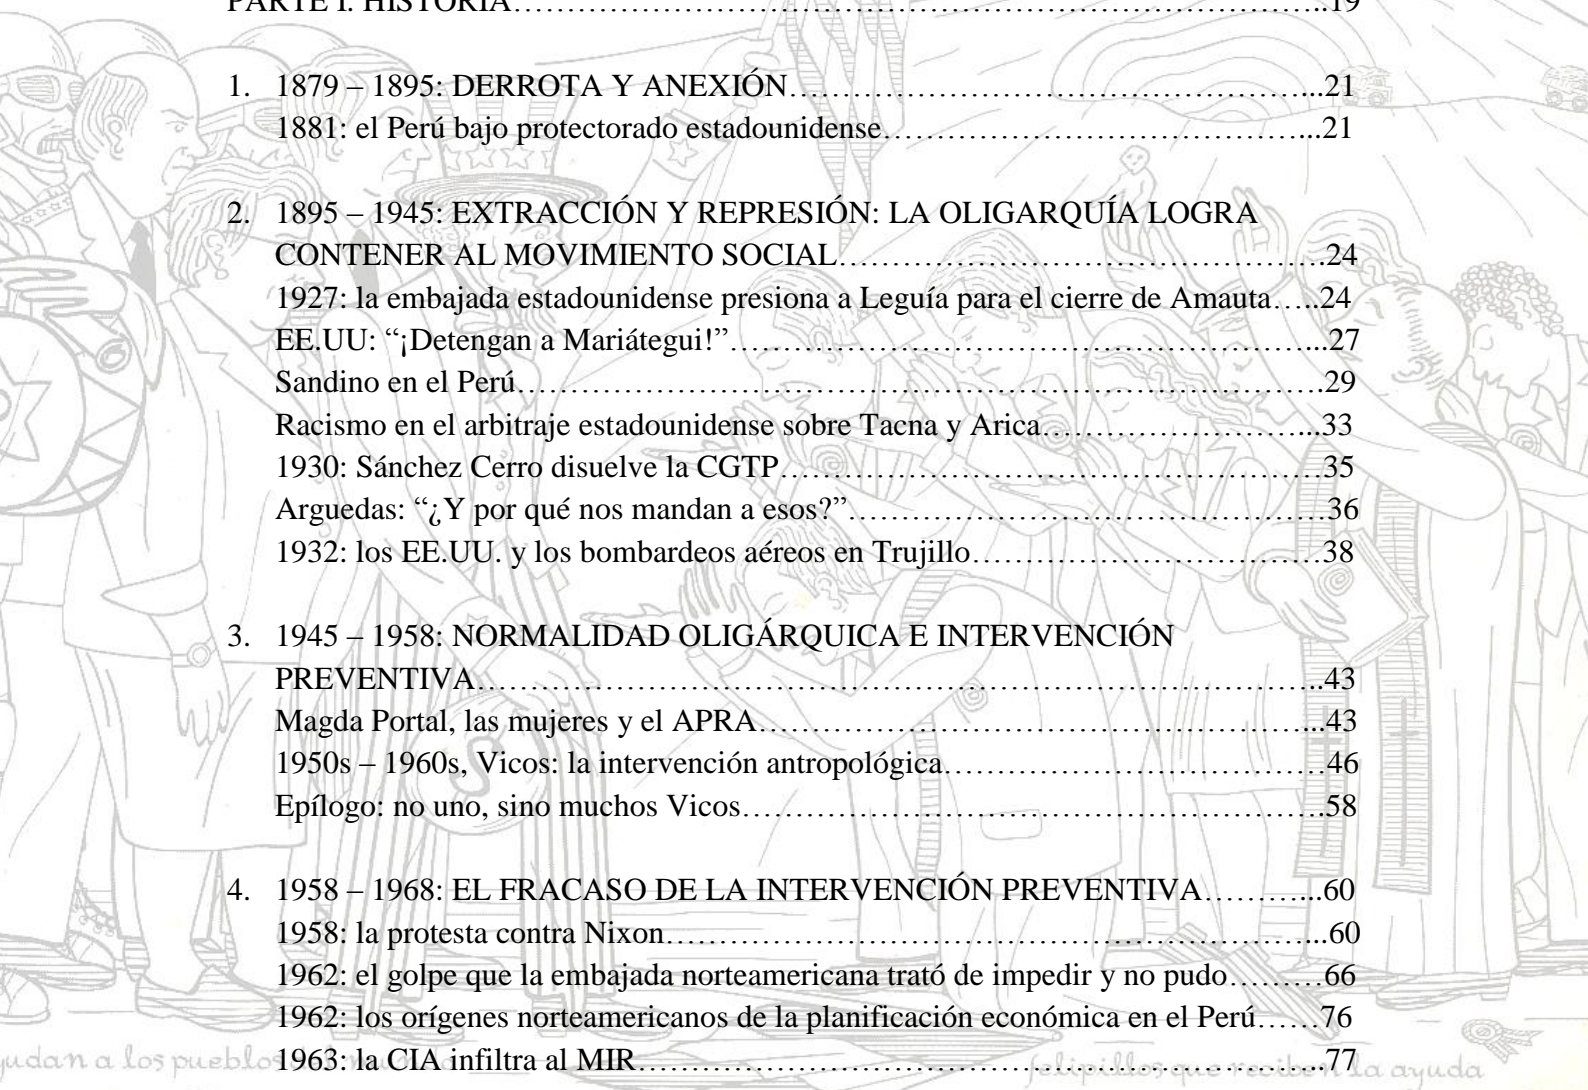 PARTE I. HISTORIA……………………………………………………………………..19
1. 1879 – 1895: DERROTA Y ANEXIÓN……………………………………………...21
1881: el Perú bajo protectorado estadounidense……………………………………...21
2. 1895 – 1945: EXTRACCIÓN Y REPRESIÓN: LA OLIGARQUÍA LOGRA
CONTENER AL MOVIMIENTO SOCIAL………………………………………….24
1927: la embajada estadounidense presiona a Leguía para el cierre de Amauta…..24
EE.UU: “¡Detengan a Mariátegui!”…………………………………………………...27
Sandino en el Perú……………………………………………………………………29
Racismo en el arbitraje estadounidense sobre Tacna y Arica……………………...33
1930: Sánchez Cerro disuelve la CGTP………………………………………………35
Arguedas: “¿Y por qué nos mandan a esos?”…………………………………………36
1932: los EE.UU. y los bombardeos aéreos en Trujillo………………………………38
3. 1945 – 1958: NORMALIDAD OLIGÁRQUICA E INTERVENCIÓN
PREVENTIVA………………………………………………………………………..43
Magda Portal, las mujeres y el APRA………………………………………………...43
1950s – 1960s, Vicos: la intervención antropológica…………………………………46
Epílogo: no uno, sino muchos Vicos………………………………………………….58
4. 1958 – 1968: EL FRACASO DE LA INTERVENCIÓN PREVENTIVA………...60
1958: la protesta contra Nixon………………………………………………………...60
1962: el golpe que la embajada norteamericana trató de impedir y no pudo………66
1962: los orígenes norteamericanos de la planificación económica en el Perú……76
1963: la CIA infiltra al MIR…………………………………………………………..77
a los pueblos
felipillos que reciben la ayuda